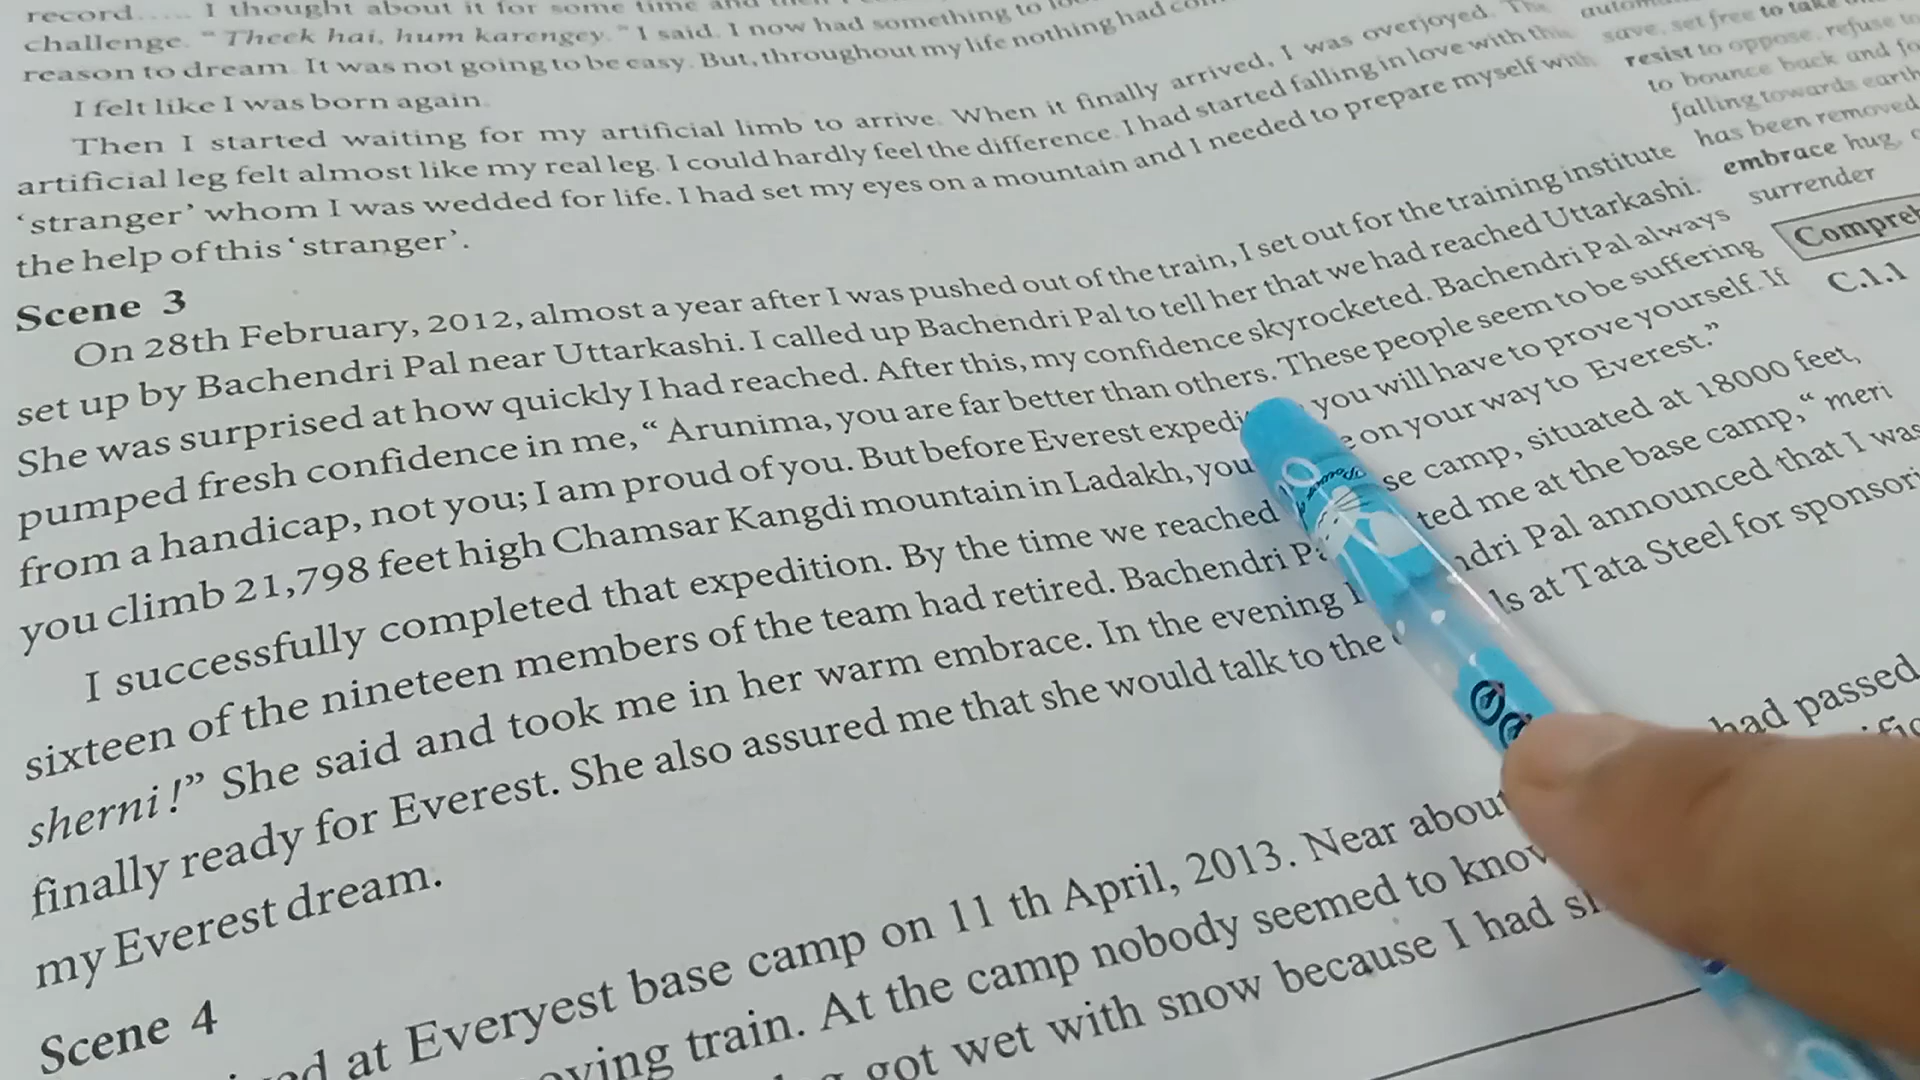 record..... I thought about it for some time and then I
challenge. "Theek hai, hum karengey." I said. I now had something to
reason to dream. It was not going to be easy. But, throughout my life nothing had
I felt like I was born again.
Then I started waiting for my artificial limb to arrive. When it finally arrived, I was overjoyed. The
artificial leg felt almost like my real leg. I could hardly feel the difference. I had started falling in love with this
'stranger' whom I was wedded for life. I had set my eyes on a mountain and I needed to prepare myself with
the help of this 'stranger'.
Scene 3
On 28th February, 2012, almost a year after I was pushed out of the train, I set out for the training institute
set up by Bachendri Pal near Uttarkashi. I called up Bachendri Pal to tell her that we had reached Uttarkashi.
She was surprised at how quickly I had reached. After this, my confidence skyrocketed. Bachendri Pal always
pumped fresh confidence in me, "Arunima, you are far better than others. These people seem to be suffering
from a handicap, not you; I am proud of you. But before Everest expedi you will have to prove yourself. If
you climb 21,798 feet high Chamsar Kangdi mountain in Ladakh, you e on your way to Everest."
I successfully completed that expedition. By the time we reached se camp, situated at 18000 feet,
sixteen of the nineteen members of the team had retired. Bachendri Pa ted me at the base camp, "meri
sherni!" She said and took me in her warm embrace. In the evening ndri Pal announced that I was
finally ready for Everest. She also assured me that she would talk to the ls at Tata Steel for sponsori
my Everest dream.
Scene 4
ed at Everyest base camp on 11 th April, 2013. Near about had passed
oving train. At the camp nobody seemed to know
got wet with snow because I had
save, set free to take
resist to oppose, refuse to
to bounce back and fo
falling towards earth
has been removed
embrace hug,
surrender
Compreh
C.1.1